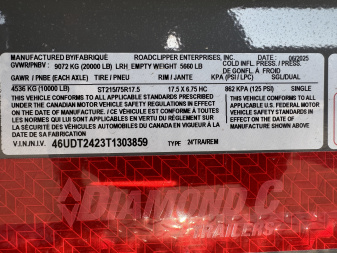 MANUFACTURED BY/FABRIQUÉ: ROADCLIPPER ENTERPRISES, INC. DATE: 06/2025
GVWR/PNBV: 9072 KG (20000 LB) LRH EMPTY WEIGHT 5660 LB COLD INFL. PRESS./PRESS. DE GONFL. À FROID
GAWR / PNBE (EACH AXLE) TIRE / PNEU RIM / JANTE KPA (PSI / LPC) SGL/DUAL
4536 KG (10000 LB) ST215/75R17.5 17.5 X 6.75 HC 862 KPA (125 PSI) SINGLE
THIS VEHICLE CONFORMS TO ALL APPLICABLE STANDARDS PRESCRIBED
UNDER THE CANADIAN MOTOR VEHICLE SAFETY REGULATIONS IN EFFECT ON
THE DATE OF MANUFACTURE. / CE VÉHICULE EST CONFORME À TOUTES
LES NORMES QUI LUI SONT APPLICABLES EN VERTU DU RÈGLEMENT SUR LA
SÉCURITÉ DES VÉHICULES AUTOMOBILES DU CANADA EN VIGUEUR À LA DATE
DE SA FABRICATION
THIS VEHICLE CONFORMS TO
ALL APPLICABLE U.S. FEDERAL
MOTOR VEHICLE SAFETY
STANDARDS IN EFFECT ON
THE DATE OF
MANUFACTURE SHOWN
ABOVE.
V.I.N./N.I.V. 46UDT2423T1303859 TYPE 24'TRA/REM
DIAMOND C
TRAILERS